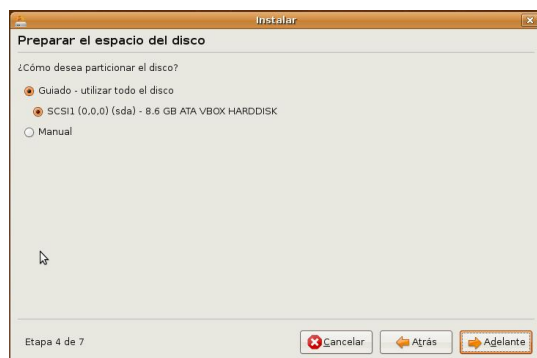 Instalar
Preparar el espacio del disco
¿Cómo desea particionar el disco?
Guiado - utilizar todo el disco
SCSI1 (0,0,0) (sda) - 8.6 GB ATA VBOX HARDDISK
Manual
Etapa 4 de 7
Cancelar
Atrás
Adelante